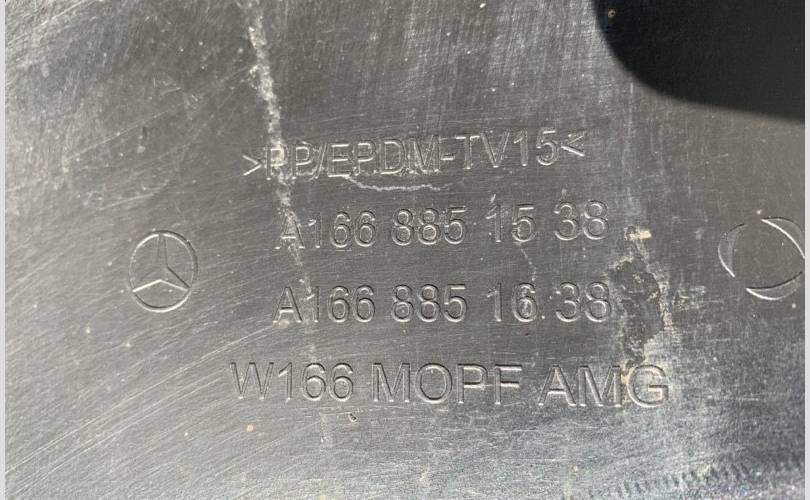 >PP/EPDM-TV15<
A166 885 15 38
A166 885 16 38
W166 MOPF AMG